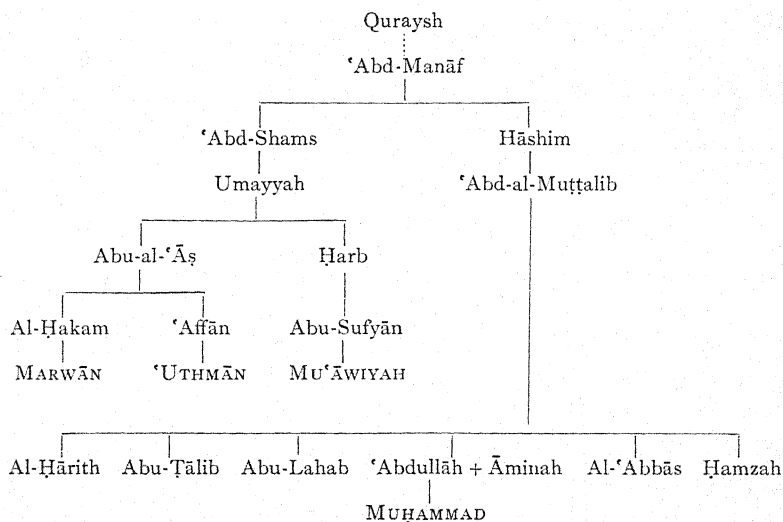 Quraysh
ʿAbd-Manāf
ʿAbd-Shams Hāshim
Umayyah ʿAbd-al-Muṭṭalib
Abu-al-ʿĀṣ Ḥarb
Al-Ḥakam ʿAffān Abu-Sufyān
MARWĀN ʿUTHMĀN MUʿĀWIYAH
Al-Ḥārith Abu-Ṭālib Abu-Lahab ʿAbdullāh + Āminah Al-ʿAbbās Ḥamzah
MUḤAMMAD